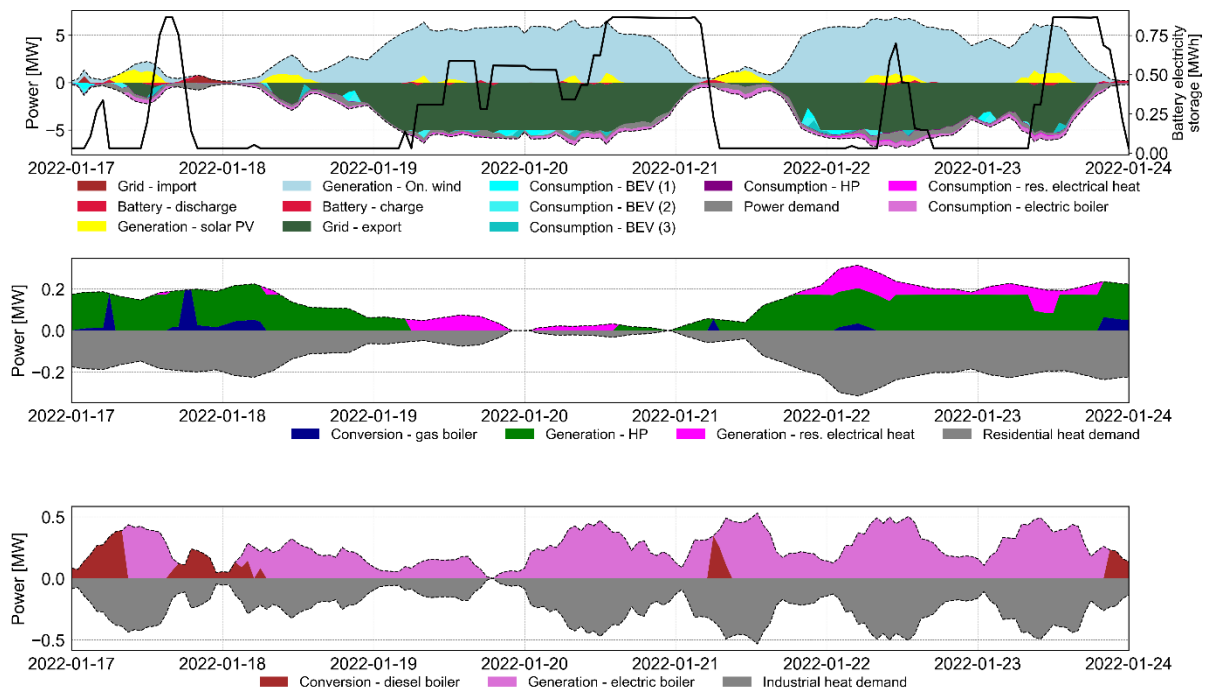 5
0
−5
Power [MW]
0.75
0.50
0.25
0.00
Battery electricity
storage [MWh]
2022-01-17 2022-01-18 2022-01-19 2022-01-20 2022-01-21 2022-01-22 2022-01-23 2022-01-24
Grid - import Generation - On. wind Consumption - BEV (1) Consumption - HP Consumption - res. electrical heat
Battery - discharge Battery - charge Consumption - BEV (2) Power demand Consumption - electric boiler
Generation - solar PV Grid - export Consumption - BEV (3)
0.2
0.0
−0.2
Power [MW]
2022-01-17 2022-01-18 2022-01-19 2022-01-20 2022-01-21 2022-01-22 2022-01-23 2022-01-24
Conversion - gas boiler Generation - HP Generation - res. electrical heat Residential heat demand
0.5
0.0
−0.5
Power [MW]
2022-01-17 2022-01-18 2022-01-19 2022-01-20 2022-01-21 2022-01-22 2022-01-23 2022-01-24
Conversion - diesel boiler Generation - electric boiler Industrial heat demand